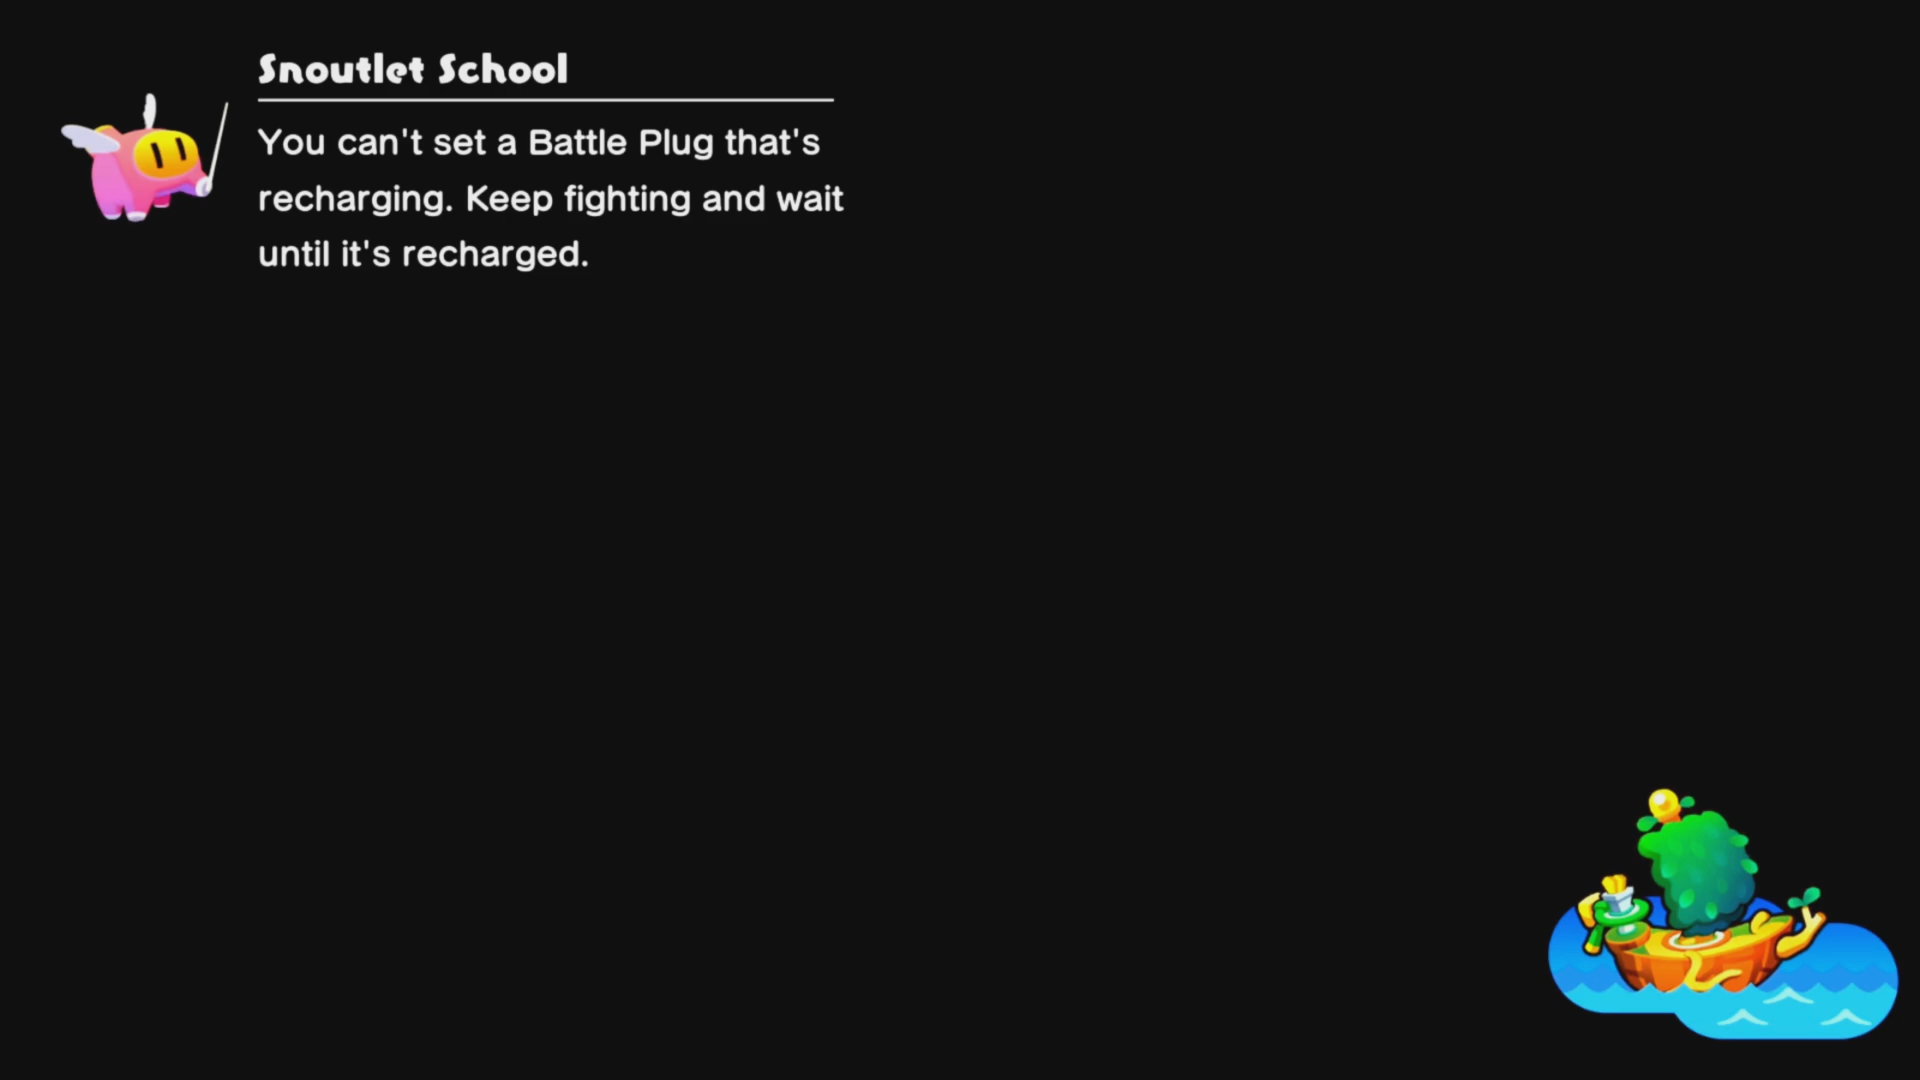 Snoutlet School
You can't set a Battle Plug that's
recharging. Keep fighting and wait
until it's recharged.